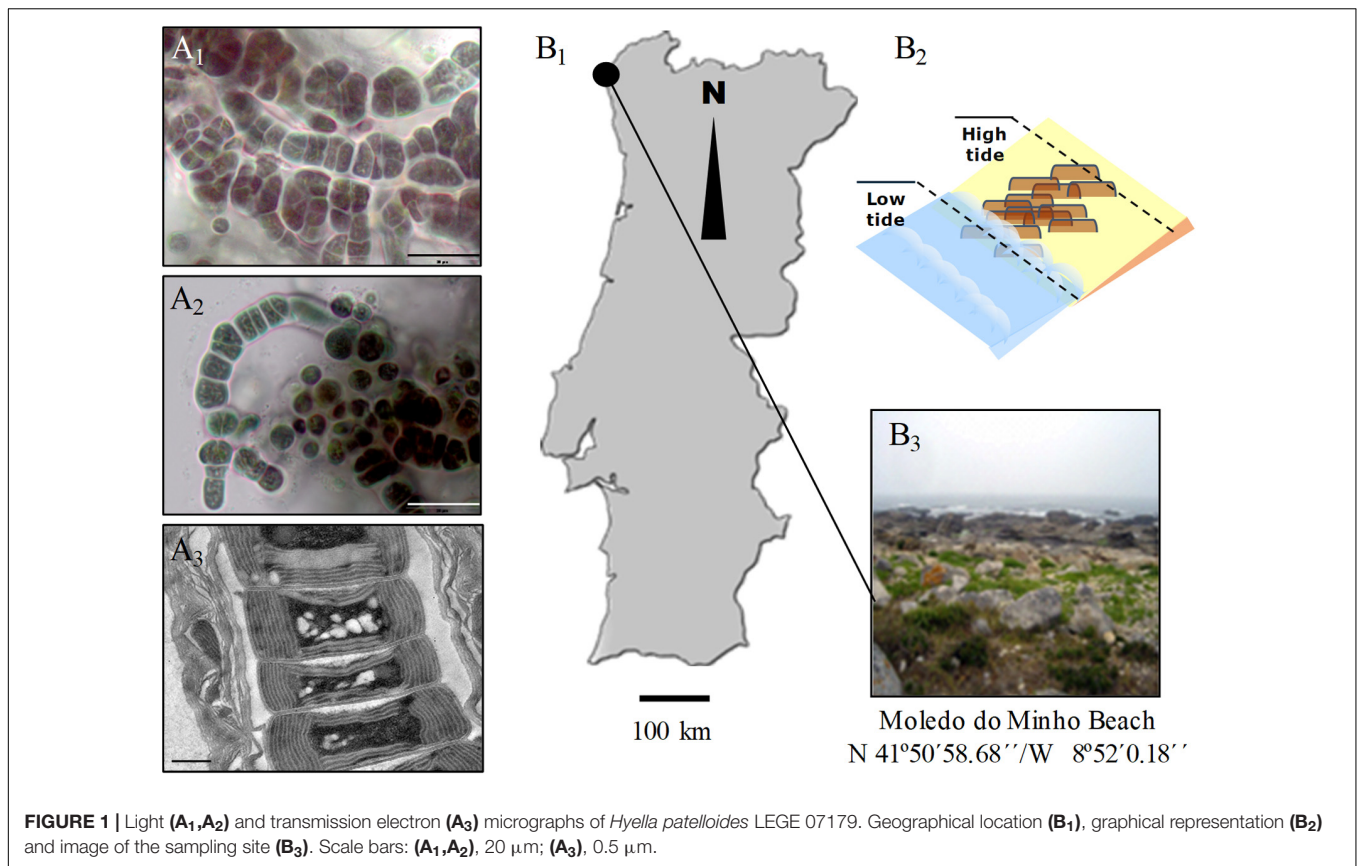 A1
B1
B2
N
High
tide
Low
tide
A2
B3
A3
100 km
Moledo do Minho Beach
N 41º50´58.68´´/W 8º52´0.18´´
FIGURE 1 | Light (A1,A2) and transmission electron (A3) micrographs of Hyella patelloides LEGE 07179. Geographical location (B1), graphical representation (B2)
and image of the sampling site (B3). Scale bars: (A1,A2), 20 μm; (A3), 0.5 μm.